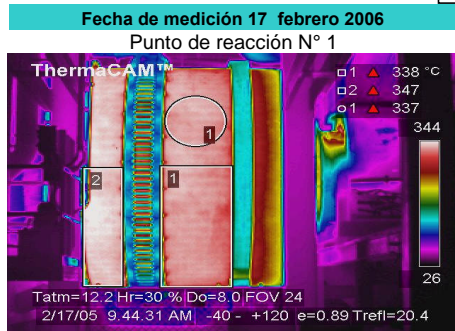 Fecha de medición 17 febrero 2006
Punto de reacción N° 1
ThermaCAM™
□1 ▲ 338 °C
□2 ▲ 347
○1 ▲ 337
344
1
2
1
26
Tatm=12.2 Hr=30 % Do=8.0 FOV 24
2/17/05 9.44.31 AM -40 - +120 e=0.89 Trefl=20.4